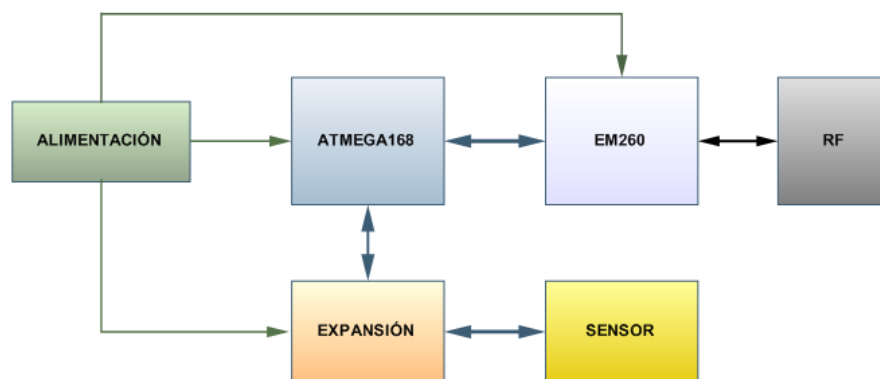 ALIMENTACIÓN
ATMEGA168
EM260
RF
EXPANSIÓN
SENSOR